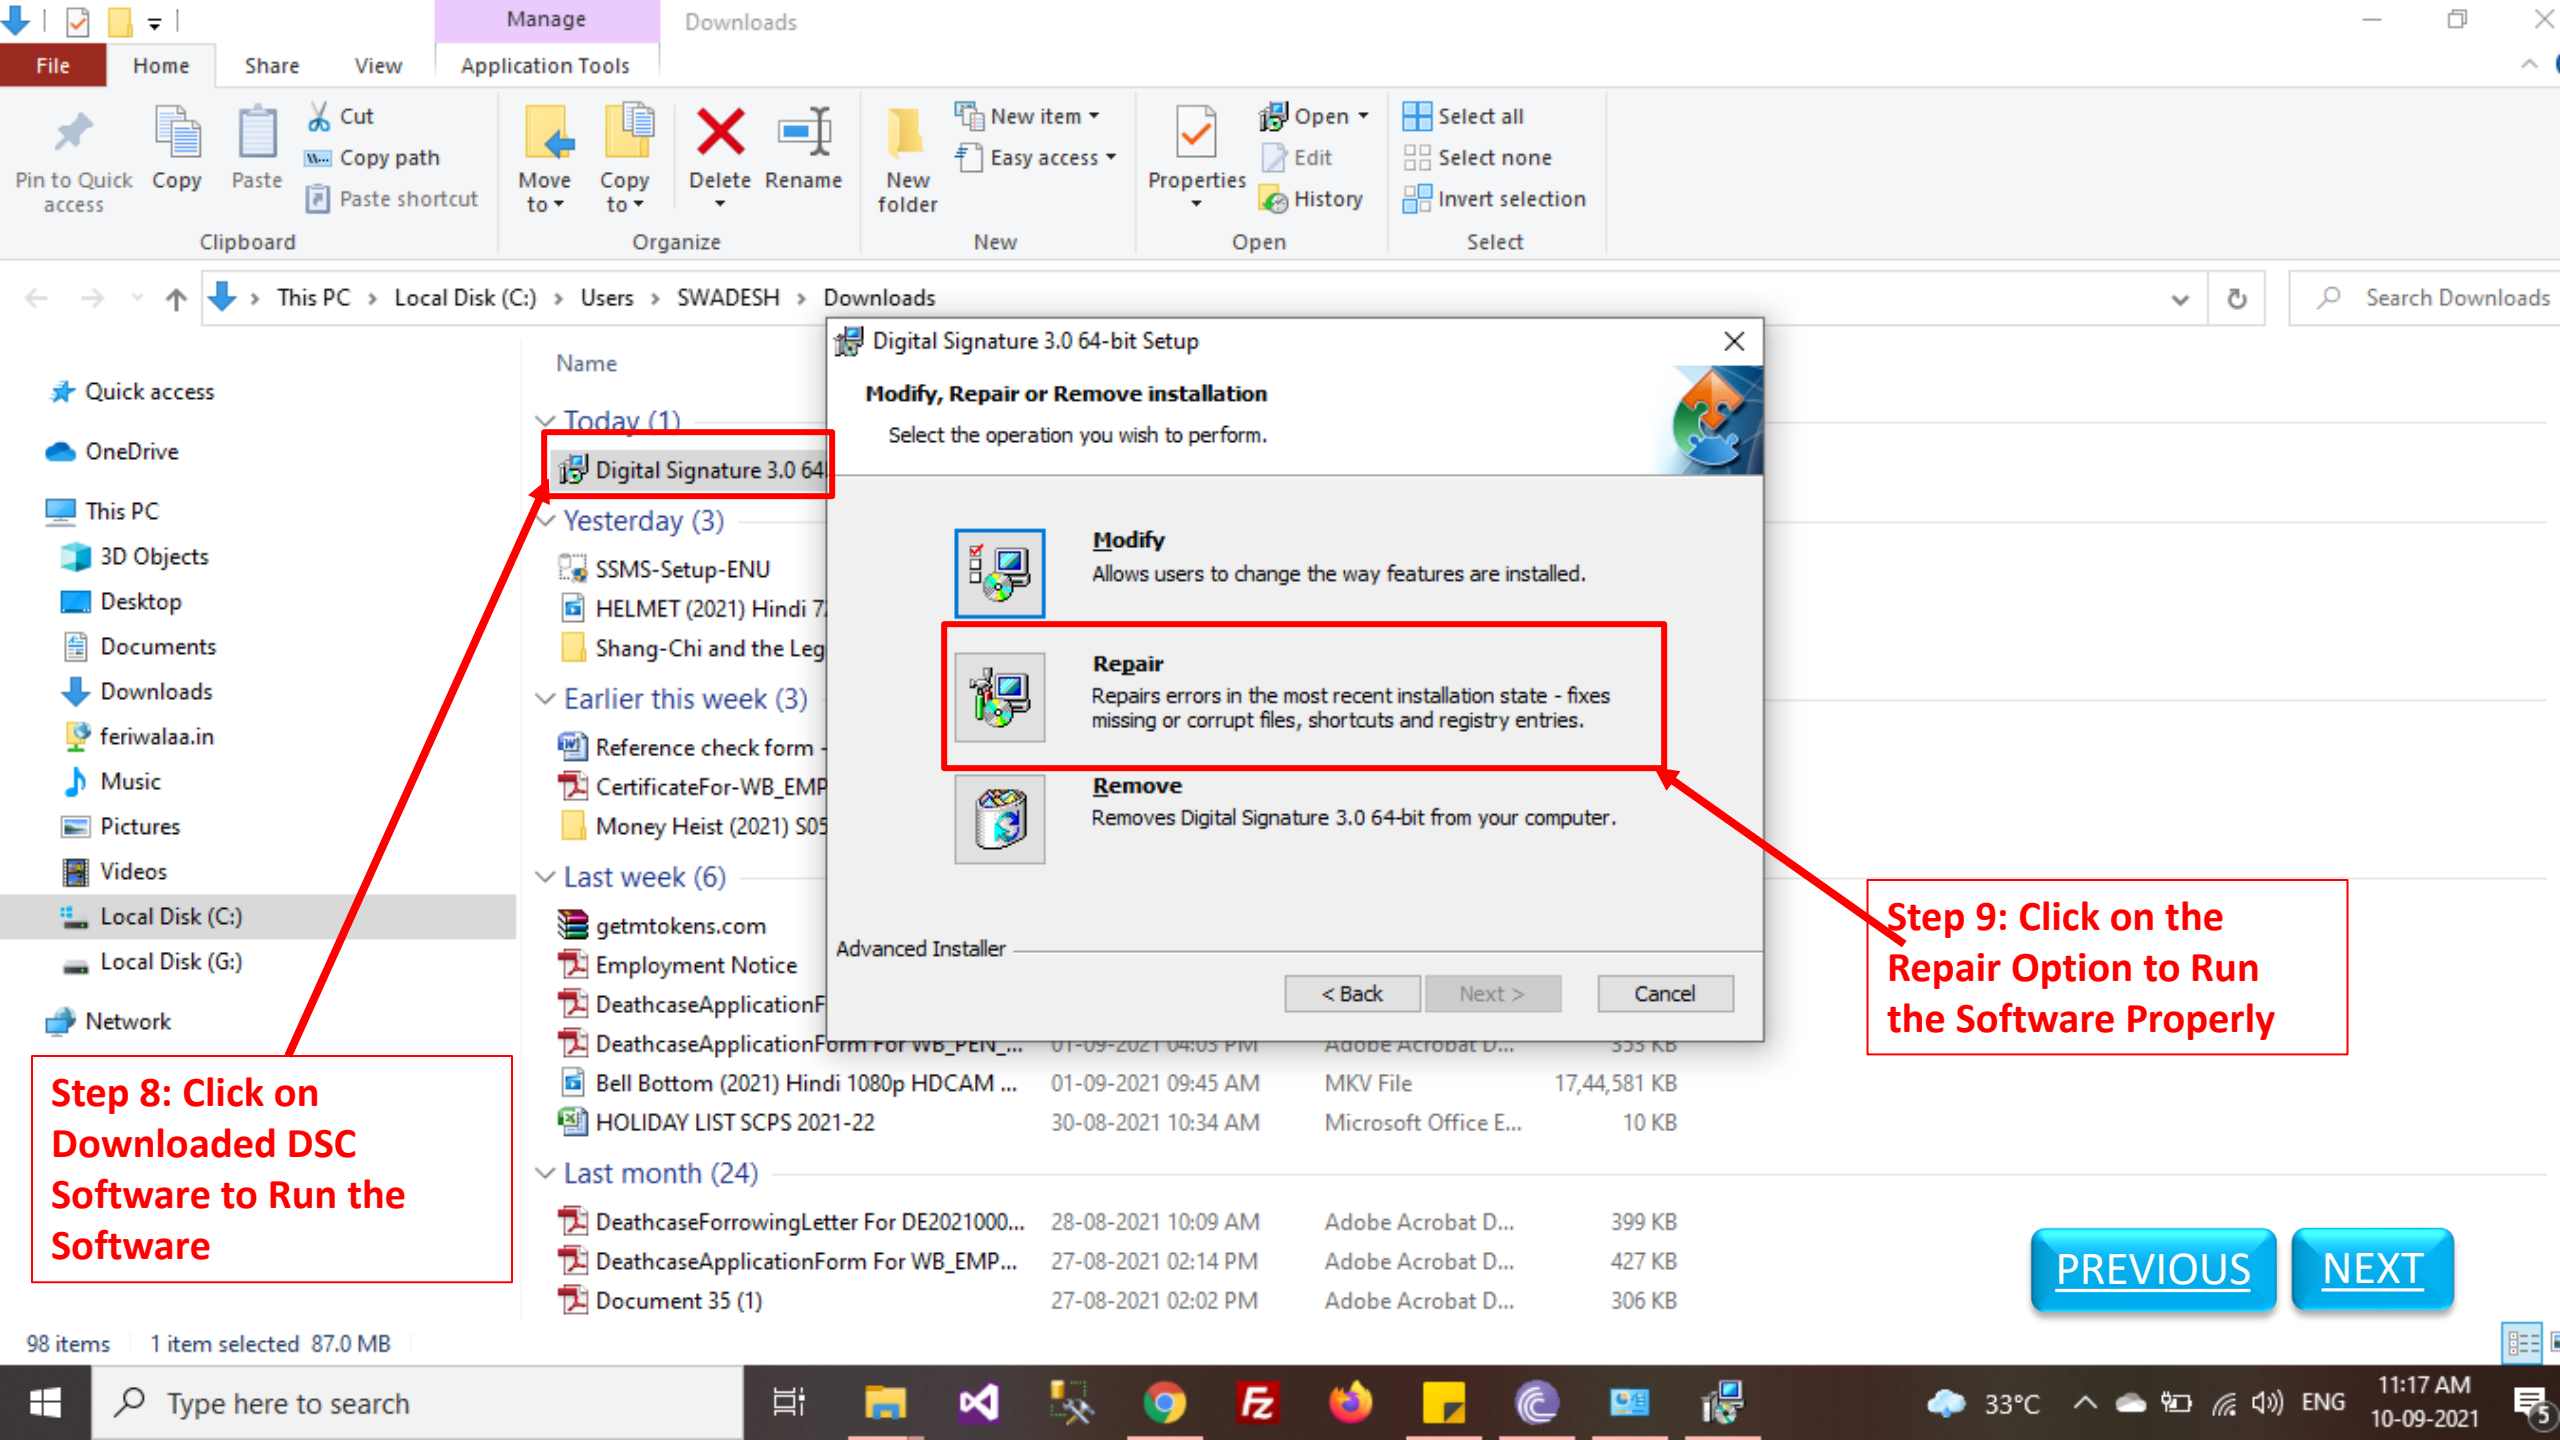 Manage
Downloads
File
Home
Share
View
Application Tools
Pin to Quick access
Copy
Paste
Cut
Copy path
Paste shortcut
Clipboard
Move to
Copy to
Delete
Rename
Organize
New folder
New item
Easy access
New
Properties
Open
Edit
History
Open
Select all
Select none
Invert selection
Select
This PC > Local Disk (C:) > Users > SWADESH > Downloads
Search Downloads
Quick access
OneDrive
This PC
3D Objects
Desktop
Documents
Downloads
feriwalaa.in
Music
Pictures
Videos
Local Disk (C:)
Local Disk (G:)
Network
Name
Today (1)
Digital Signature 3.0 64
Yesterday (3)
SSMS-Setup-ENU
HELMET (2021) Hindi 7
Shang-Chi and the Leg
Earlier this week (3)
Reference check form -
CertificateFor-WB_EMP
Money Heist (2021) S05
Last week (6)
getmtokens.com
Employment Notice
DeathcaseApplicationF
DeathcaseApplicationForm For WB_PEN_... 01-09-2021 04:03 PM Adobe Acrobat D... 353 KB
Bell Bottom (2021) Hindi 1080p HDCAM ... 01-09-2021 09:45 AM MKV File 17,44,581 KB
HOLIDAY LIST SCPS 2021-22 30-08-2021 10:34 AM Microsoft Office E... 10 KB
Last month (24)
DeathcaseForrowingLetter For DE2021000... 28-08-2021 10:09 AM Adobe Acrobat D... 399 KB
DeathcaseApplicationForm For WB_EMP... 27-08-2021 02:14 PM Adobe Acrobat D... 427 KB
Document 35 (1) 27-08-2021 02:02 PM Adobe Acrobat D... 306 KB
Digital Signature 3.0 64-bit Setup
Modify, Repair or Remove installation
Select the operation you wish to perform.
Modify
Allows users to change the way features are installed.
Repair
Repairs errors in the most recent installation state - fixes
missing or corrupt files, shortcuts and registry entries.
Remove
Removes Digital Signature 3.0 64-bit from your computer.
Advanced Installer
< Back
Next >
Cancel
Step 8: Click on
Downloaded DSC
Software to Run the
Software
Step 9: Click on the
Repair Option to Run
the Software Properly
PREVIOUS
NEXT
98 items
1 item selected 87.0 MB
Type here to search
33°C
ENG
11:17 AM
10-09-2021
5